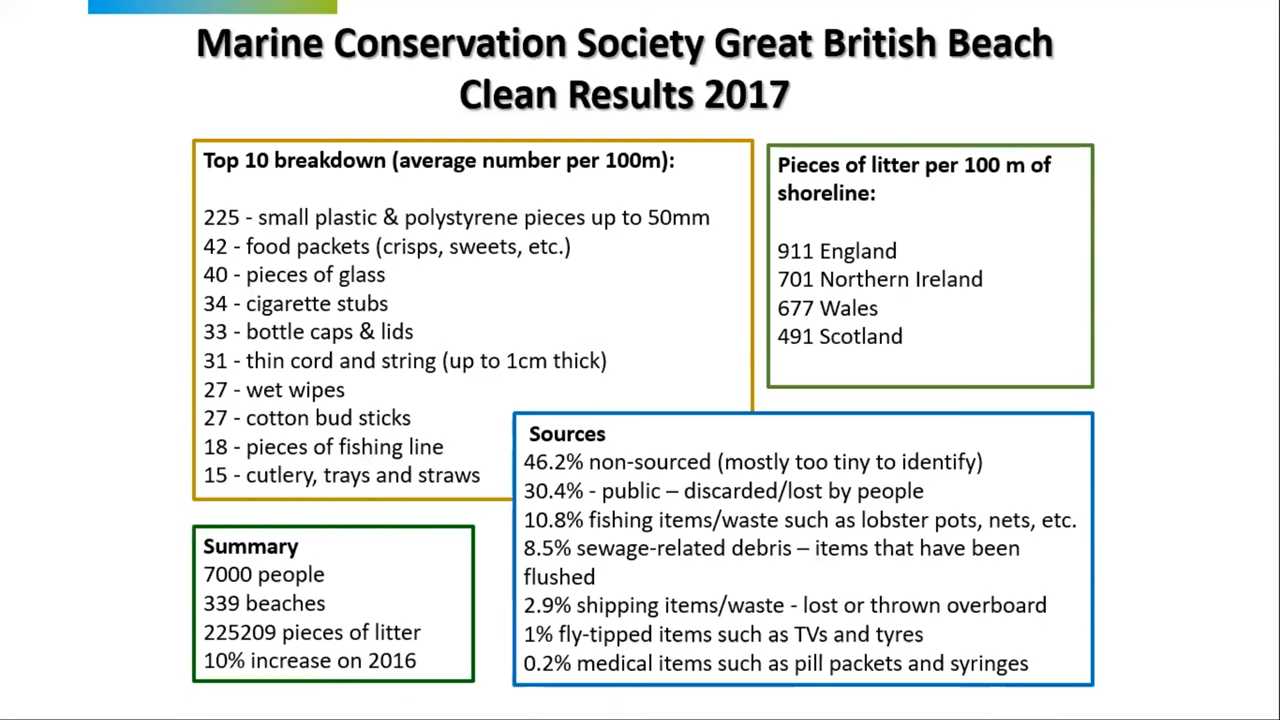 Marine Conservation Society Great British Beach
Clean Results 2017
Top 10 breakdown (average number per 100m):
225 - small plastic & polystyrene pieces up to 50mm
42 - food packets (crisps, sweets, etc.)
40 - pieces of glass
34 - cigarette stubs
33 - bottle caps & lids
31 - thin cord and string (up to 1cm thick)
27 - wet wipes
27 - cotton bud sticks
18 - pieces of fishing line
15 - cutlery, trays and straws
Pieces of litter per 100 m of
shoreline:
911 England
701 Northern Ireland
677 Wales
491 Scotland
Summary
7000 people
339 beaches
225209 pieces of litter
10% increase on 2016
Sources
46.2% non-sourced (mostly too tiny to identify)
30.4% - public – discarded/lost by people
10.8% fishing items/waste such as lobster pots, nets, etc.
8.5% sewage-related debris – items that have been
flushed
2.9% shipping items/waste - lost or thrown overboard
1% fly-tipped items such as TVs and tyres
0.2% medical items such as pill packets and syringes